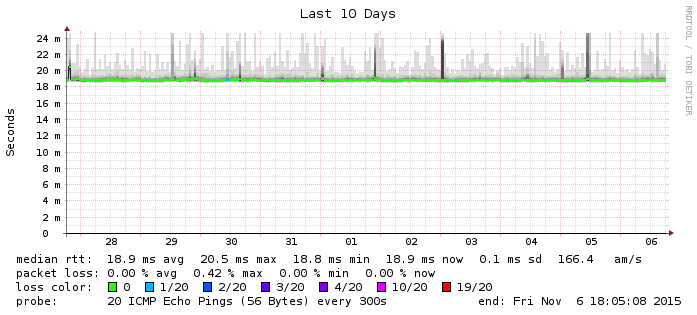 Last 10 Days
RRDTOOL / TOBI OETIKER
Seconds
24 m
22 m
20 m
18 m
16 m
14 m
12 m
10 m
8 m
6 m
4 m
2 m
0
28 29 30 31 01 02 03 04 05 06
median rtt: 18.9 ms avg 20.5 ms max 18.8 ms min 18.9 ms now 0.1 ms sd 166.4 am/s
packet loss: 0.00 % avg 0.42 % max 0.00 % min 0.00 % now
loss color: 0 1/20 2/20 3/20 4/20 10/20 19/20
probe: 20 ICMP Echo Pings (56 Bytes) every 300s end: Fri Nov 6 18:05:08 2015